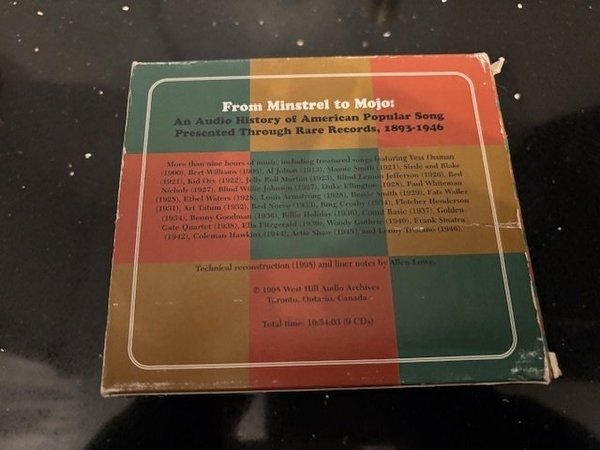 From Minstrel to Mojo:
An Audio History of American Popular Song
Presented Through Rare Records, 1893-1946
More than nine hours of music, including treasured songs featuring Vess Ossman
(1900), Bert Williams (1906), Al Jolson (1913), Mamie Smith (1921), Sissle and Blake
(1921), Kid Ory (1922), Jelly Roll Morton (1923), Blind Lemon Jefferson (1926), Red
Nichols (1927), Blind Willie Johnson (1927), Duke Ellington (1928), Paul Whiteman
(1928), Ethel Waters (1928), Louis Armstrong (1928), Bessie Smith (1929), Fats Waller
(1931), Art Tatum (1932), Red Norvo (1933), Bing Crosby (1934), Fletcher Henderson
(1934), Benny Goodman (1936), Billie Holiday (1936), Count Basie (1937), Golden
Gate Quartet (1938), Ella Fitzgerald (1939), Woody Guthrie (1940), Frank Sinatra
(1942), Coleman Hawkins (1944), Artie Shaw (1945), and Lenny Tristano (1946).
Technical reconstruction (1998) and liner notes by Allen Lowe.
© 1998 West Hill Audio Archives
Toronto, Ontario, Canada
Total time: 10:54:03 (9 CDs)